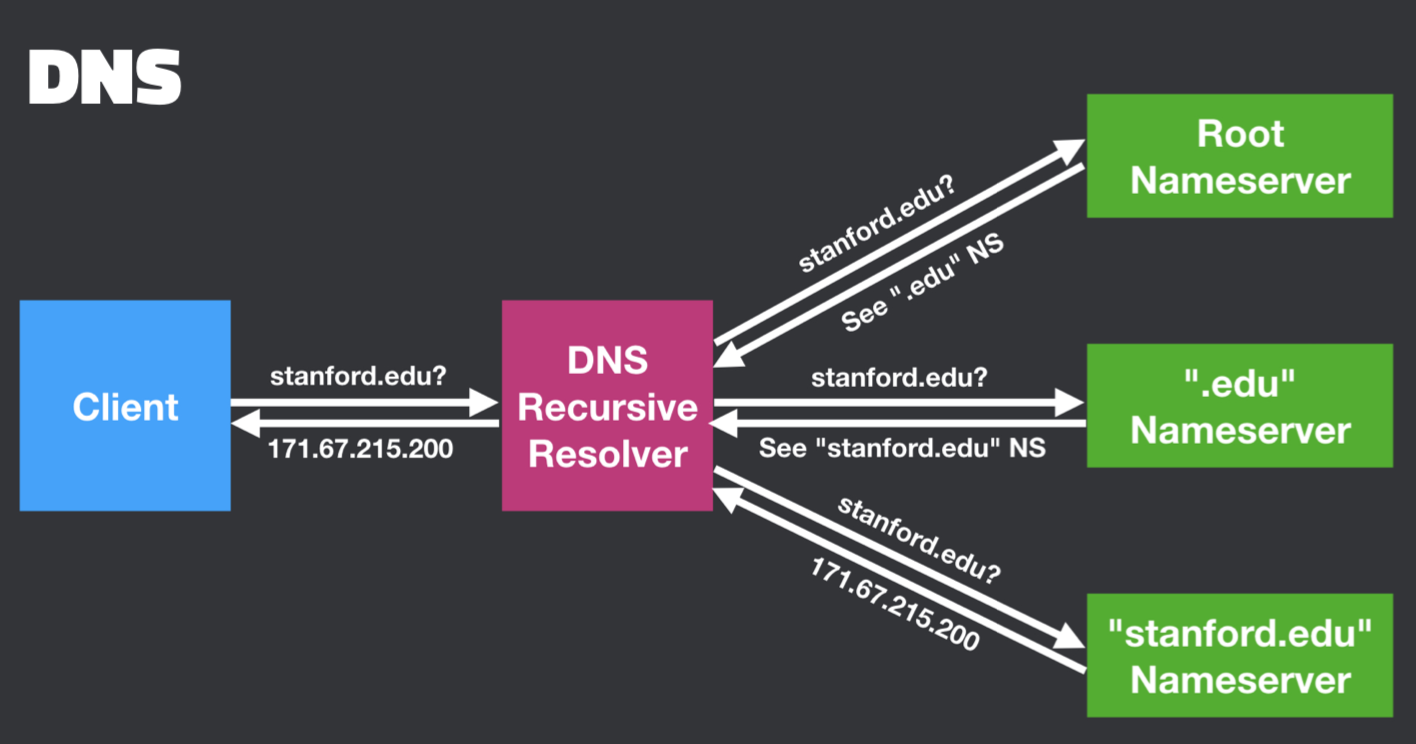 DNS
Root
Nameserver
stanford.edu?
See ".edu" NS
Client
stanford.edu?
171.67.215.200
DNS
Recursive
Resolver
stanford.edu?
See "stanford.edu" NS
".edu"
Nameserver
stanford.edu?
171.67.215.200
"stanford.edu"
Nameserver